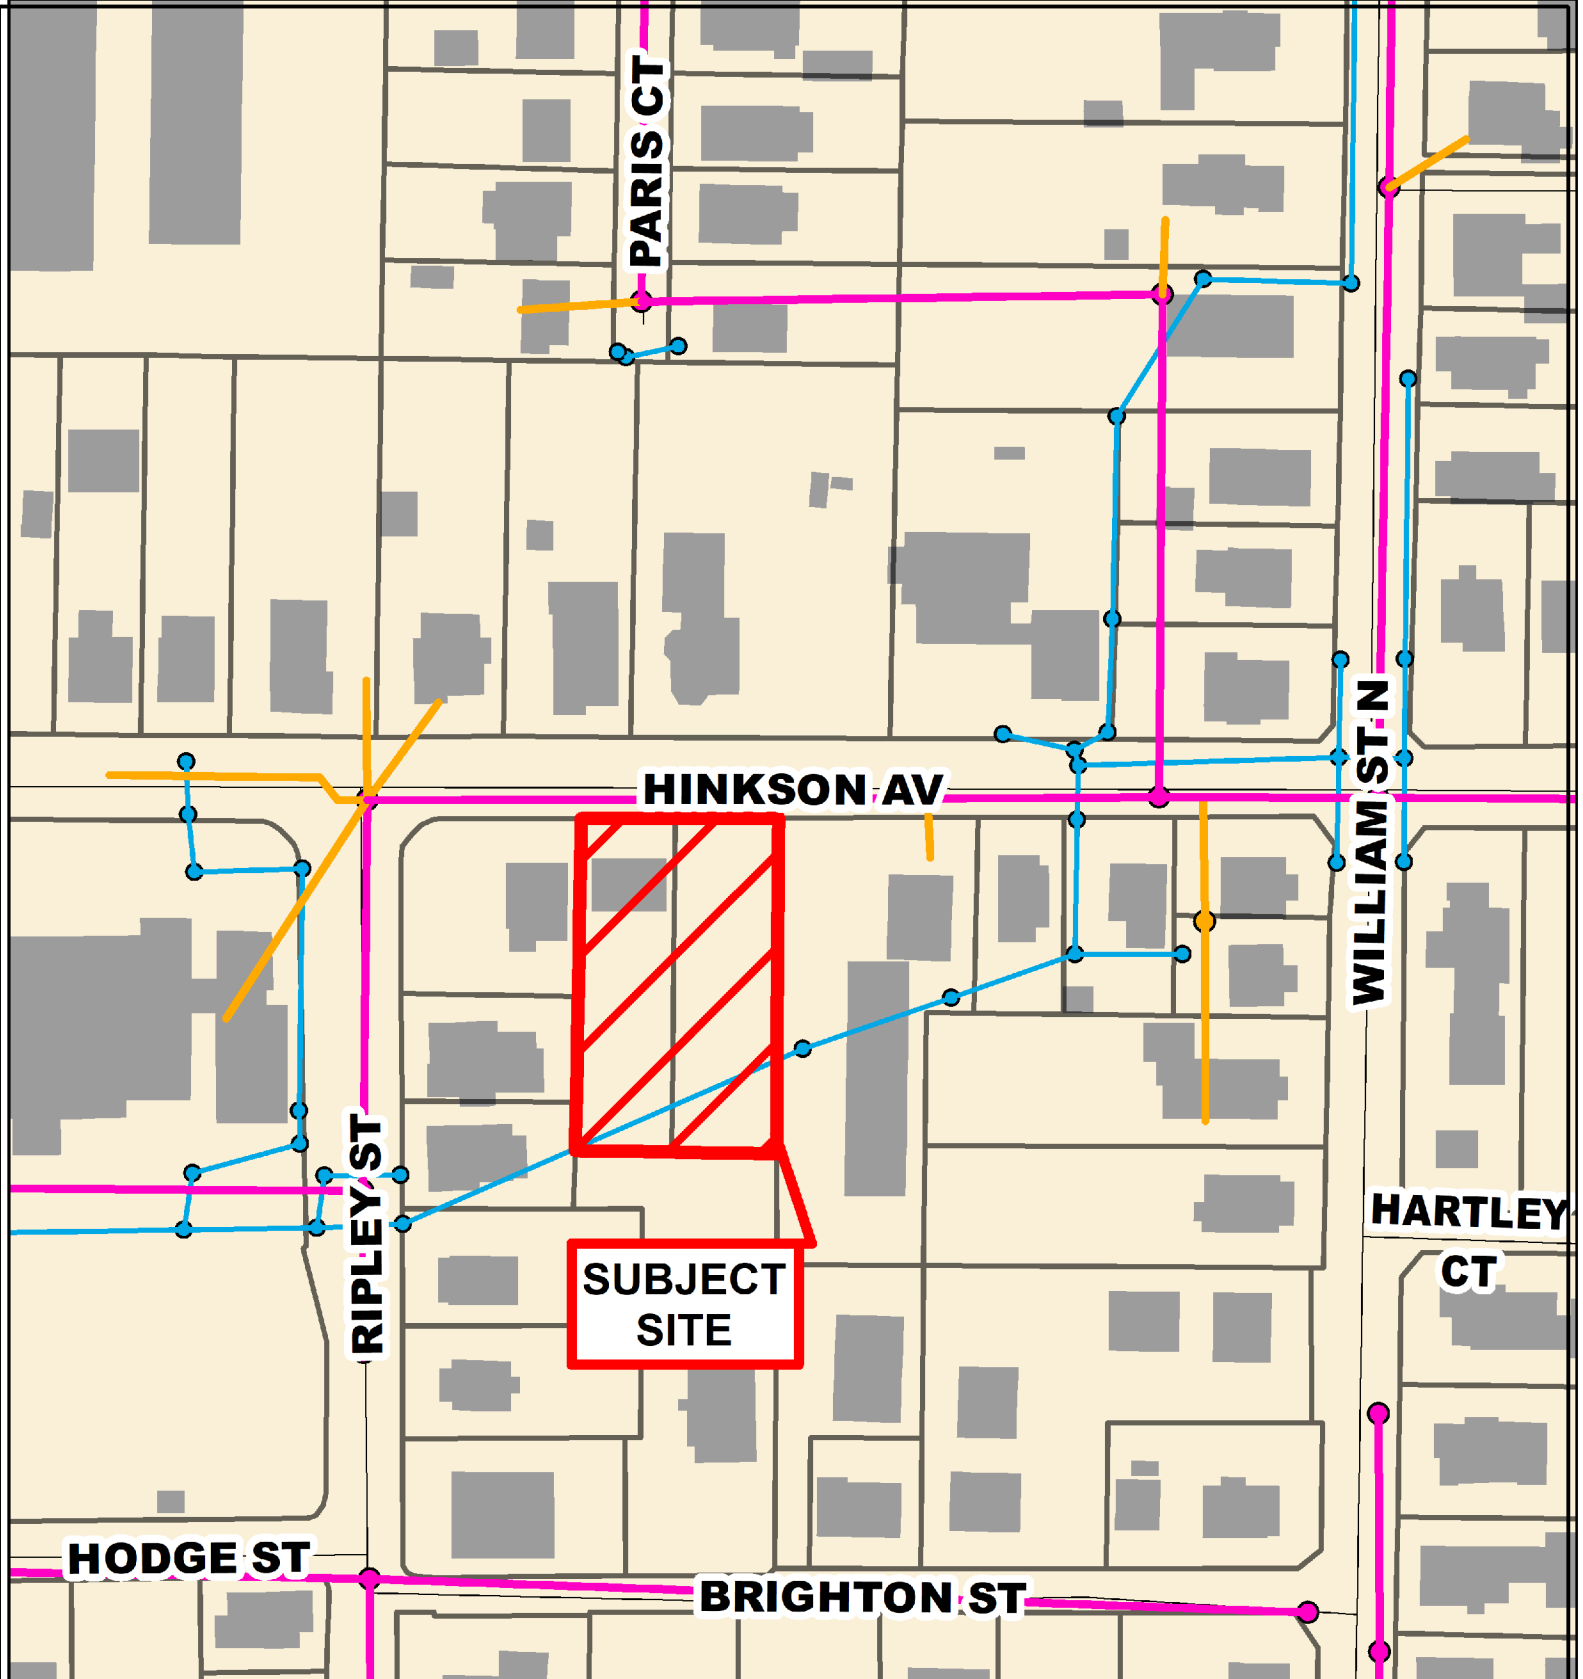 PARIS CT
HINKSON AV
WILLIAM ST N
RIPLEY ST
HARTLEY
CT
SUBJECT
SITE
HODGE ST
BRIGHTON ST